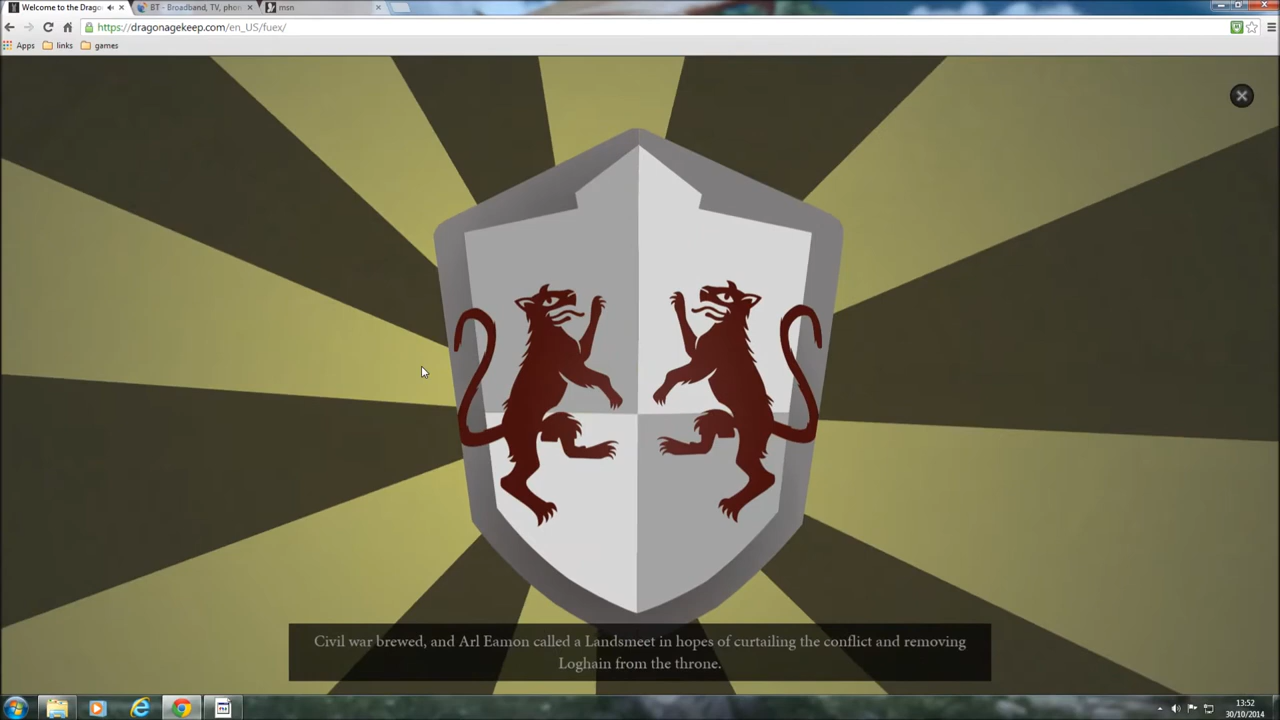 Welcome to the Drago
BT - Broadband, TV, phon
msn
https://dragonagekeep.com/en_US/fuex/
Apps
links
games
Civil war brewed, and Arl Eamon called a Landsmeet in hopes of curtailing the conflict and removing
Loghain from the throne.
13:52
30/10/2014